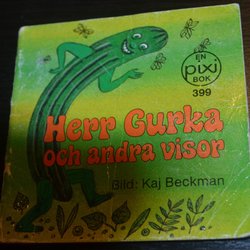 EN
pixi
BOK
399
Herr Gurka
och andra visor
Bild: Kaj Beckman